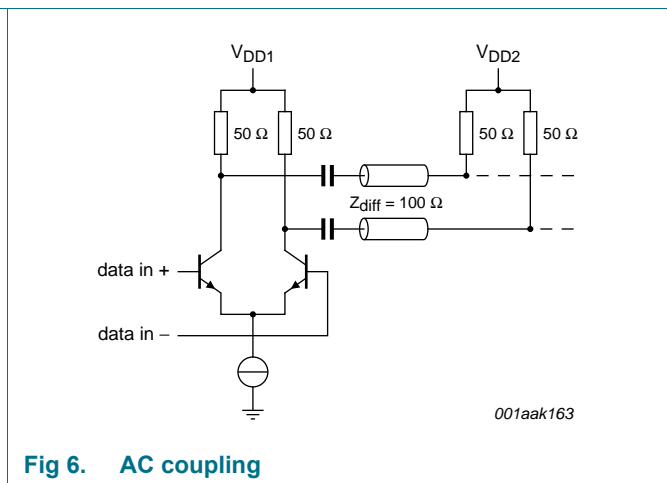 VDD1
VDD2
50 Ω
50 Ω
50 Ω
50 Ω
Zdiff = 100 Ω
data in +
data in −
001aak163
Fig 6. AC coupling